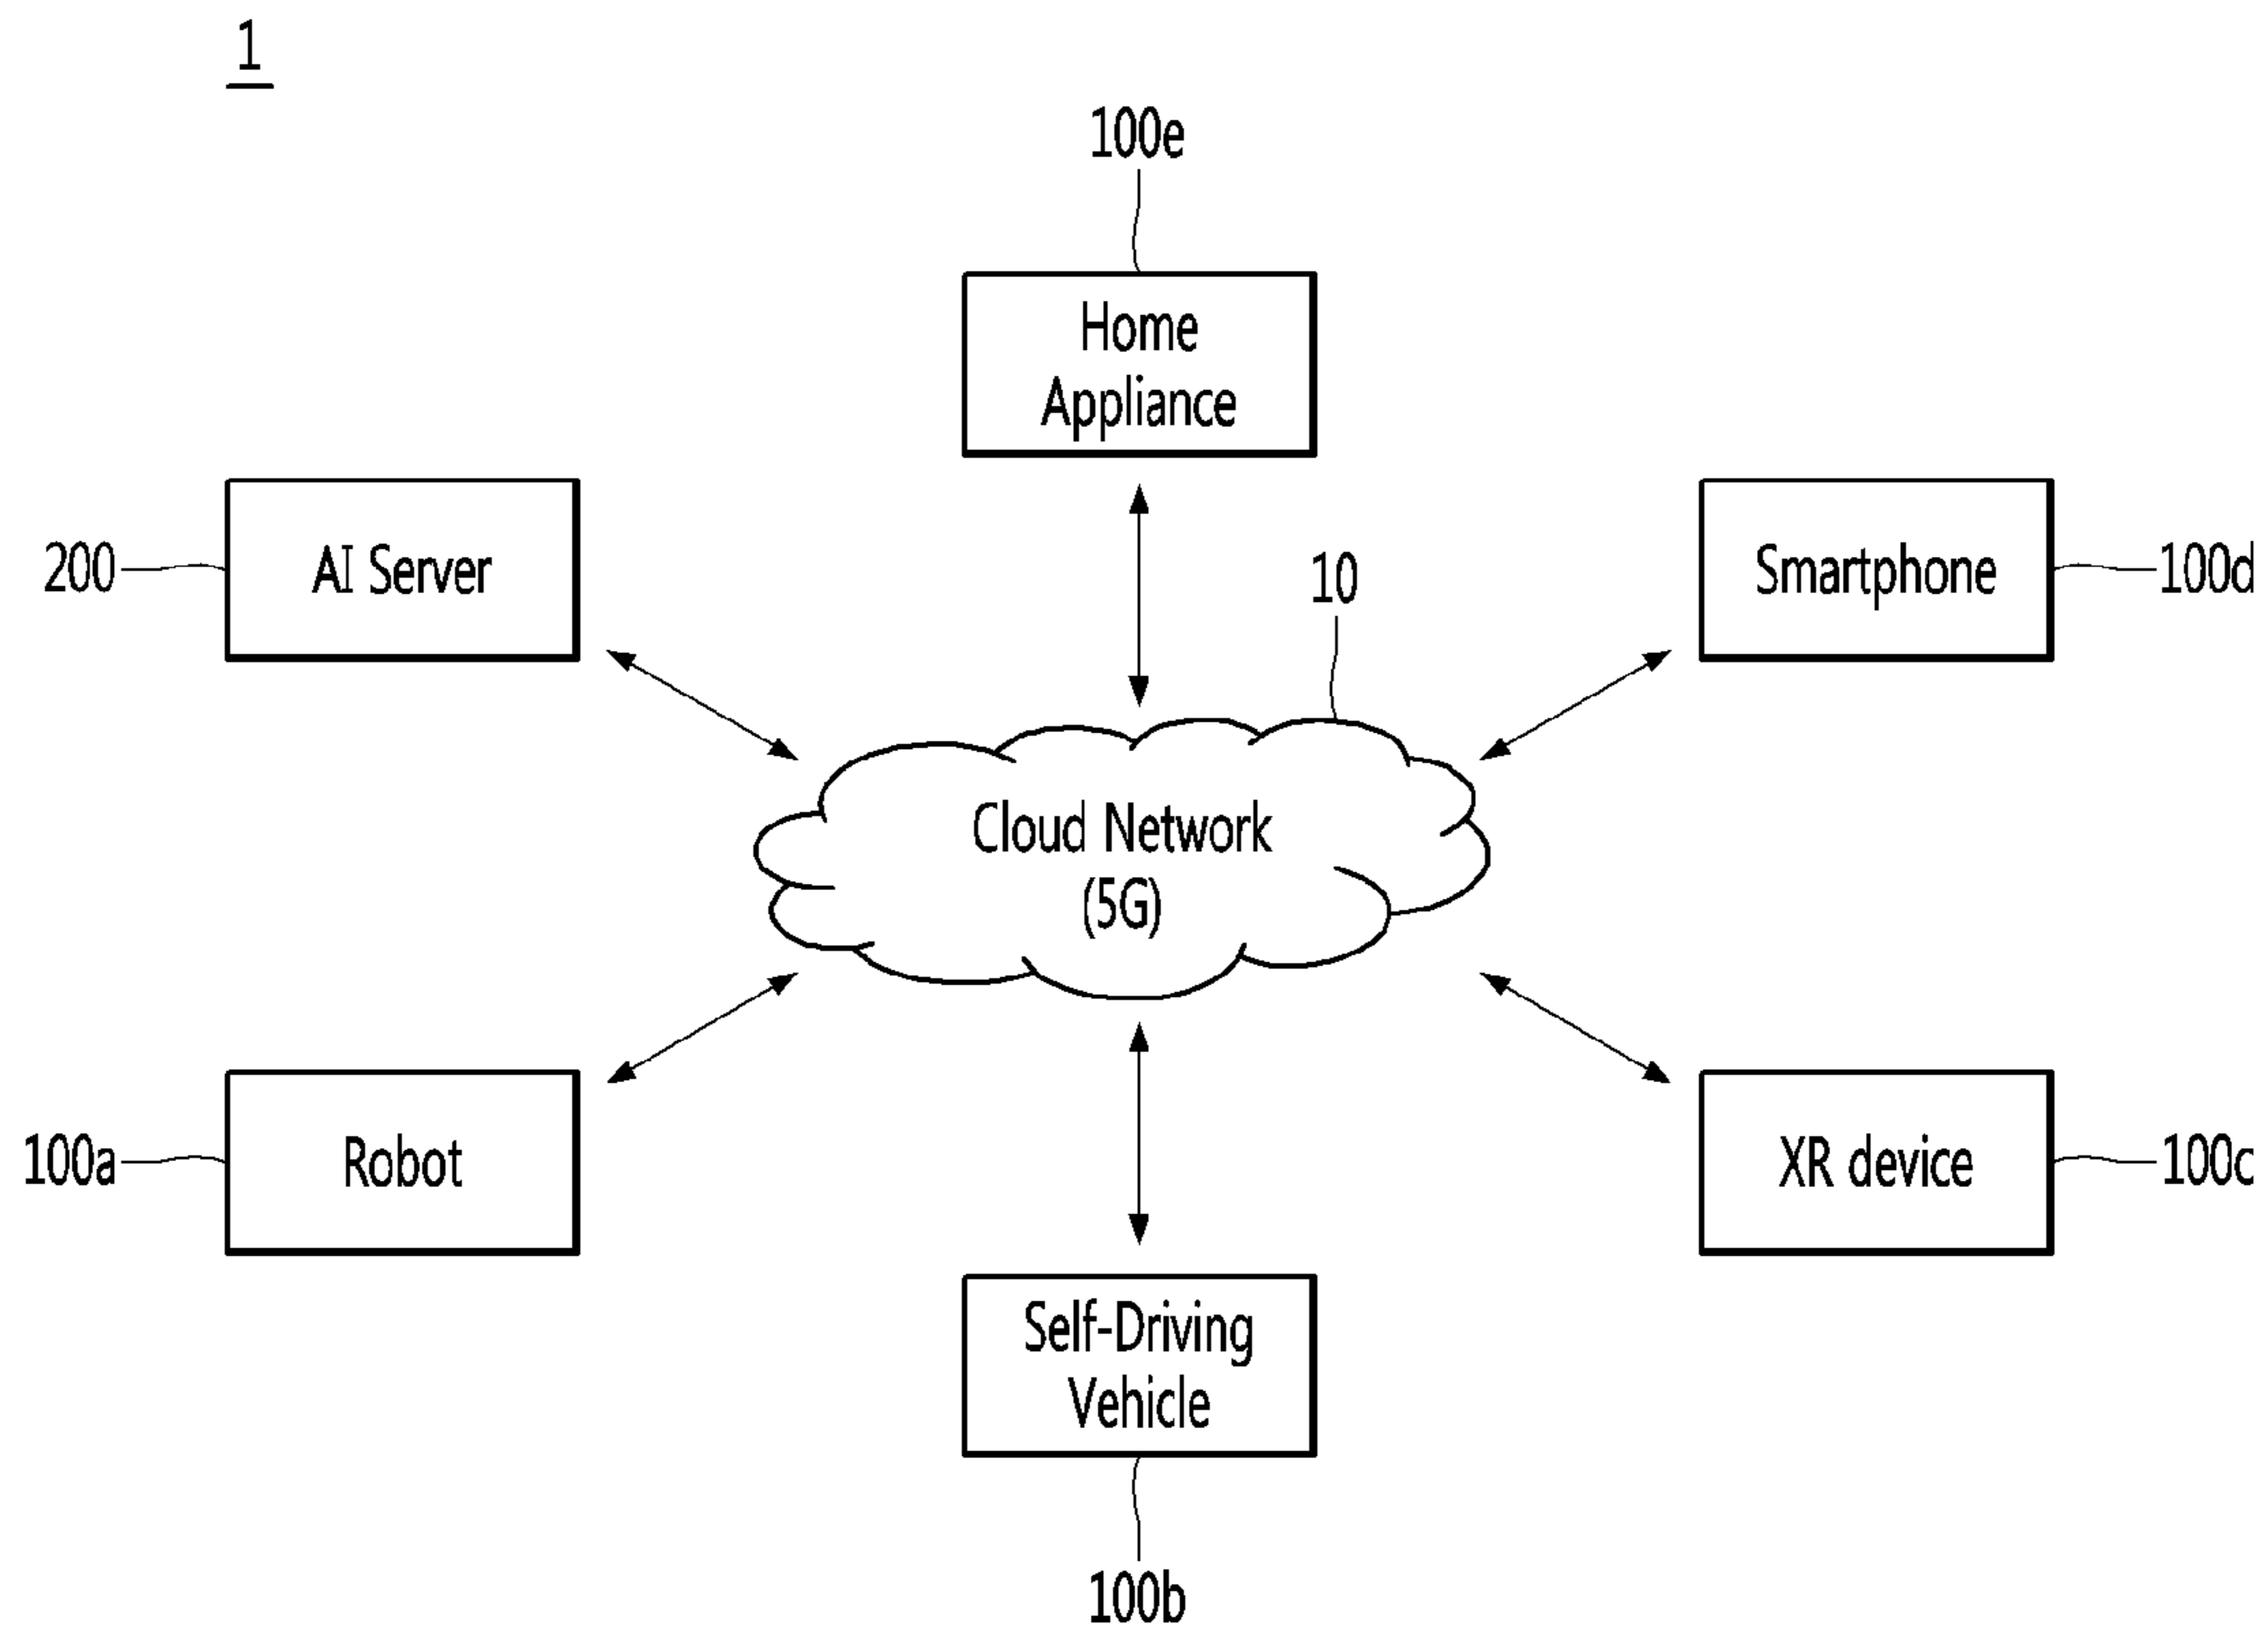 1
100e
Home
Appliance
200
AI Server
10
Smartphone
100d
Cloud Network
(5G)
100a
Robot
XR device
100c
Self-Driving
Vehicle
100b